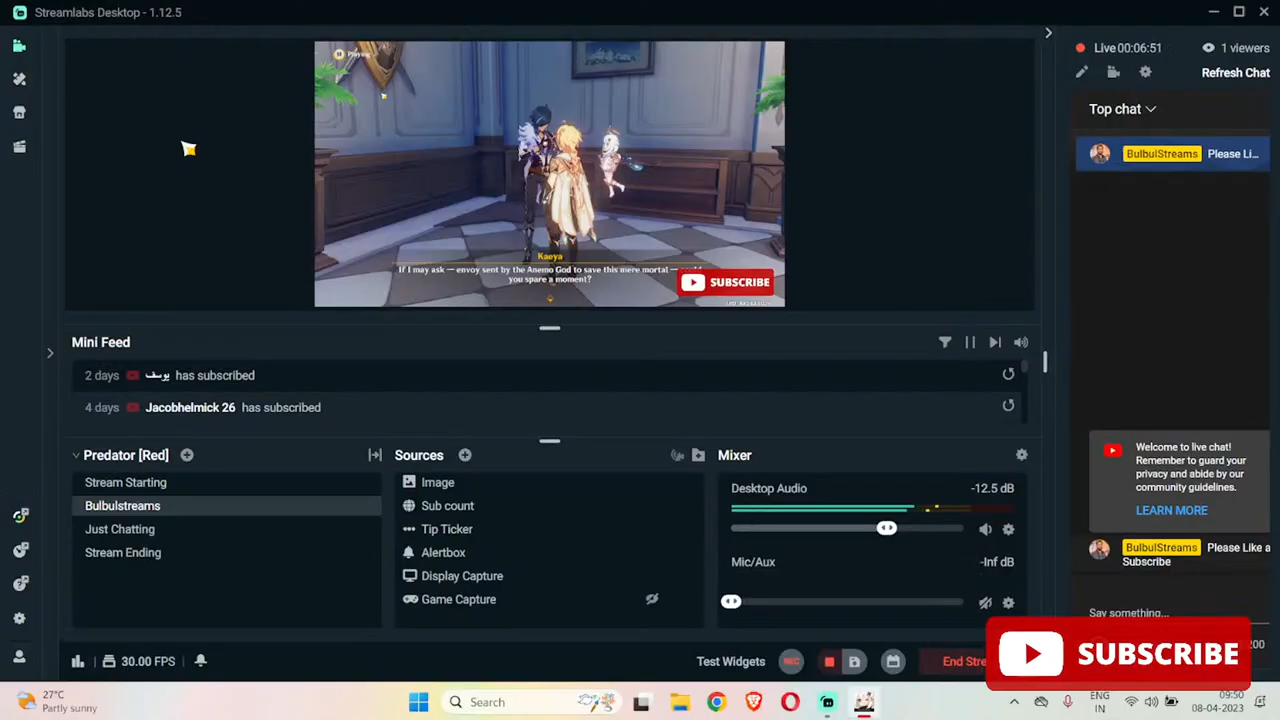 Streamlabs Desktop - 1.12.5
Live 00:06:51
1 viewers
Refresh Chat
Top chat
BulbulStreams Please Li...
Playing
Kaeya
If I may ask — envoy sent by the Anemo God to save this mere mortal —
you spare a moment?
SUBSCRIBE
Mini Feed
2 days يوسف has subscribed
4 days Jacobhelmick 26 has subscribed
Predator [Red]
Stream Starting
Bulbulstreams
Just Chatting
Stream Ending
Sources
Image
Sub count
Tip Ticker
Alertbox
Display Capture
Game Capture
Mixer
Desktop Audio -12.5 dB
Mic/Aux -Inf dB
Welcome to live chat!
Remember to guard your
privacy and abide by our
community guidelines.
LEARN MORE
BulbulStreams Please Like a
Subscribe
Say something...
200
30.00 FPS
Test Widgets
REC
End Stre
SUBSCRIBE
27°C
Partly sunny
Search
ENG
IN
09:50
08-04-2023